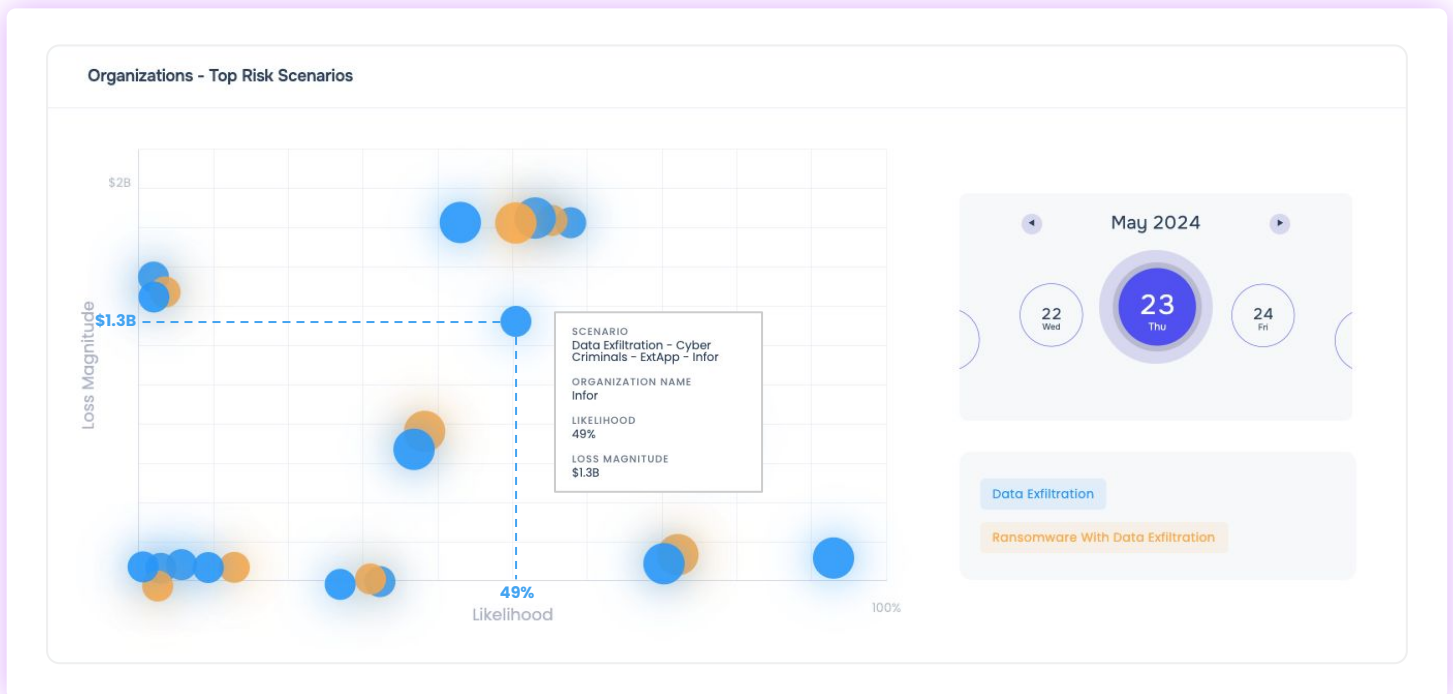 Organizations - Top Risk Scenarios
$2B
Loss Magnitude
$1.3B
SCENARIO
Data Exfiltration - Cyber
Criminals - ExtApp - Infor
ORGANIZATION NAME
Infor
LIKELIHOOD
49%
LOSS MAGNITUDE
$1.3B
49%
Likelihood
100%
May 2024
22
Wed
23
Thu
24
Fri
Data Exfiltration
Ransomware With Data Exfiltration